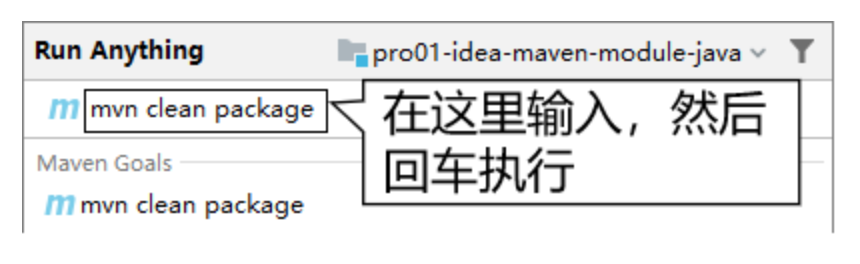 Run Anything pro01-idea-maven-module-java
m mvn clean package
在这里输入，然后
回车执行
Maven Goals
m mvn clean package